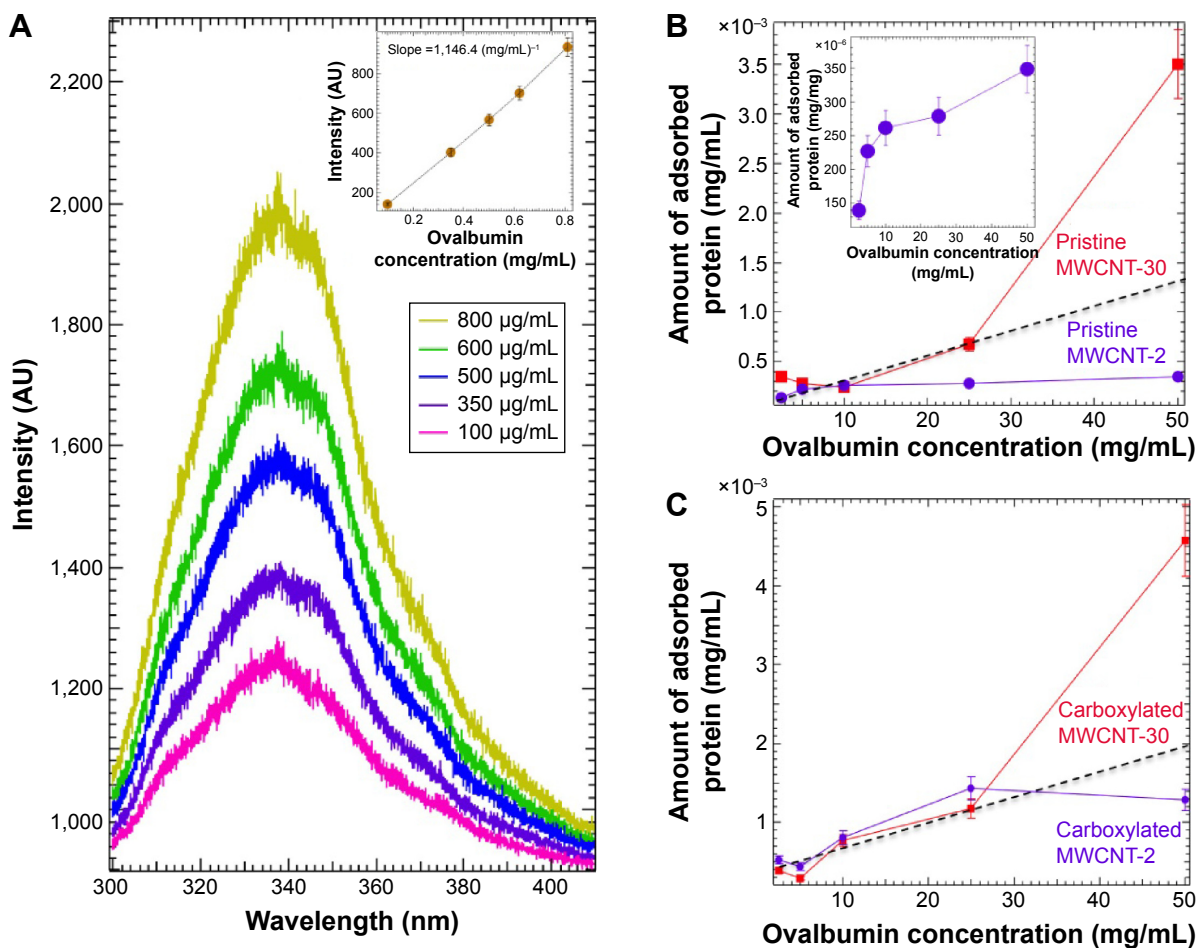 A
2,200
2,000
1,800
1,600
1,400
1,200
1,000
300
320
340
360
380
400
Intensity (AU)
Wavelength (nm)
Slope =1,146.4 (mg/mL)⁻¹
800
600
400
200
0.2
0.4
0.6
0.8
Intensity (AU)
Ovalbumin
concentration (mg/mL)
800 µg/mL
600 µg/mL
500 µg/mL
350 µg/mL
100 µg/mL
B
×10⁻³
3.5
3.0
2.5
2.0
1.5
1.0
0.5
10
20
30
40
50
Amount of adsorbed
protein (mg/mL)
Ovalbumin concentration (mg/mL)
×10⁻⁶
350
300
250
200
150
10
20
30
40
50
Amount of adsorbed
protein (mg/mg)
Ovalbumin concentration
(mg/mL)
Pristine
MWCNT-30
Pristine
MWCNT-2
C
×10⁻³
5
4
3
2
1
10
20
30
40
50
Amount of adsorbed
protein (mg/mL)
Ovalbumin concentration (mg/mL)
Carboxylated
MWCNT-30
Carboxylated
MWCNT-2